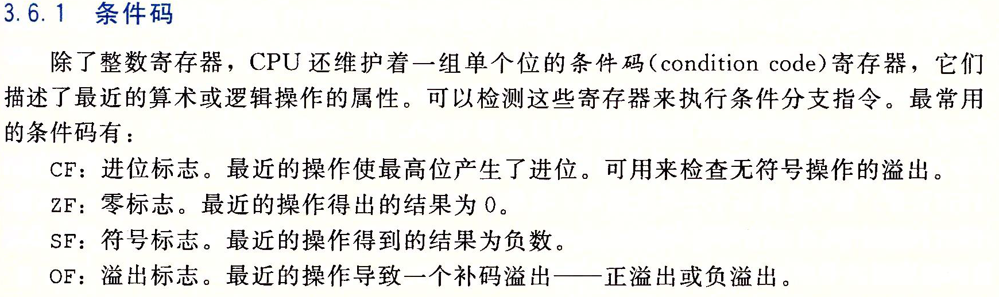 3.6.1 条件码
除了整数寄存器，CPU 还维护着一组单个位的条件码(condition code)寄存器，它们
描述了最近的算术或逻辑操作的属性。可以检测这些寄存器来执行条件分支指令。最常用
的条件码有：
CF：进位标志。最近的操作使最高位产生了进位。可用来检查无符号操作的溢出。
ZF：零标志。最近的操作得出的结果为 0。
SF：符号标志。最近的操作得到的结果为负数。
OF：溢出标志。最近的操作导致一个补码溢出——正溢出或负溢出。